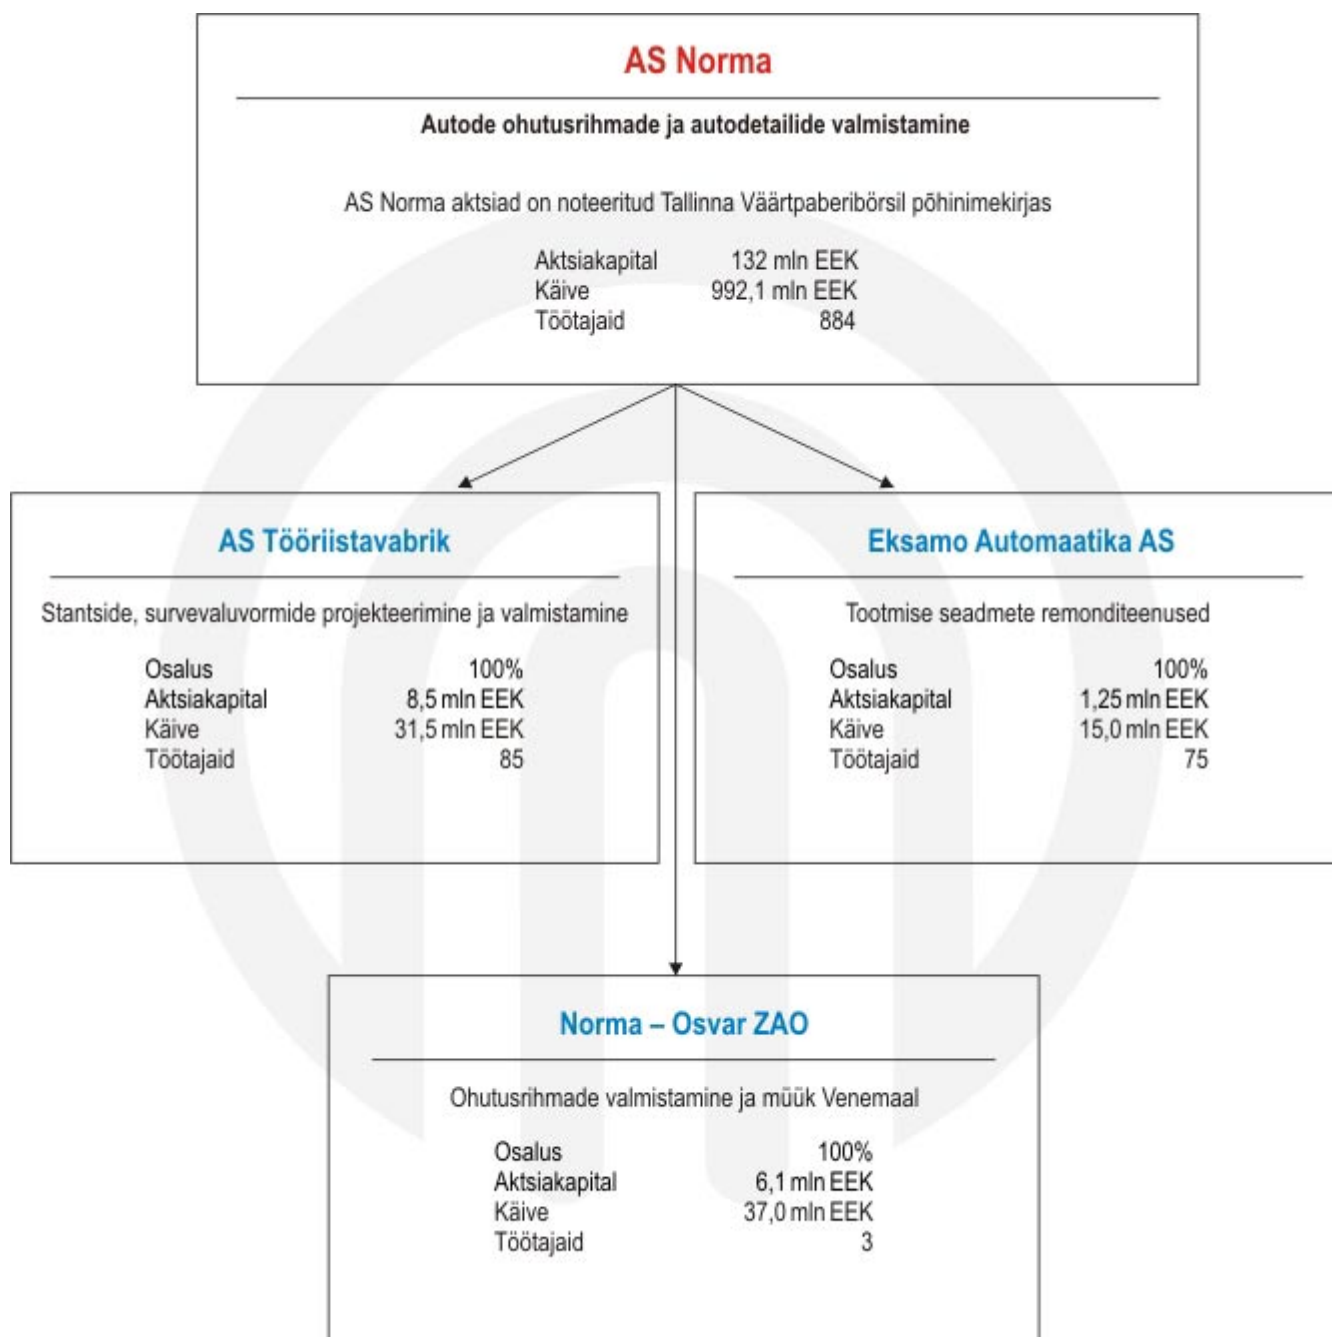 AS Norma
Autode ohutusrihmade ja autodetailide valmistamine
AS Norma aktsiad on noteeritud Tallinna Väärtpaberibörsil põhinimekirjas
Aktsiakapital 132 mln EEK
Käive 992,1 mln EEK
Töötajaid 884
AS Tööriistavabrik
Stantside, survevaluvormide projekteerimine ja valmistamine
Osalus 100%
Aktsiakapital 8,5 mln EEK
Käive 31,5 mln EEK
Töötajaid 85
Eksamo Automaatika AS
Tootmise seadmete remonditeenused
Osalus 100%
Aktsiakapital 1,25 mln EEK
Käive 15,0 mln EEK
Töötajaid 75
Norma – Osvar ZAO
Ohutusrihmade valmistamine ja müük Venemaal
Osalus 100%
Aktsiakapital 6,1 mln EEK
Käive 37,0 mln EEK
Töötajaid 3